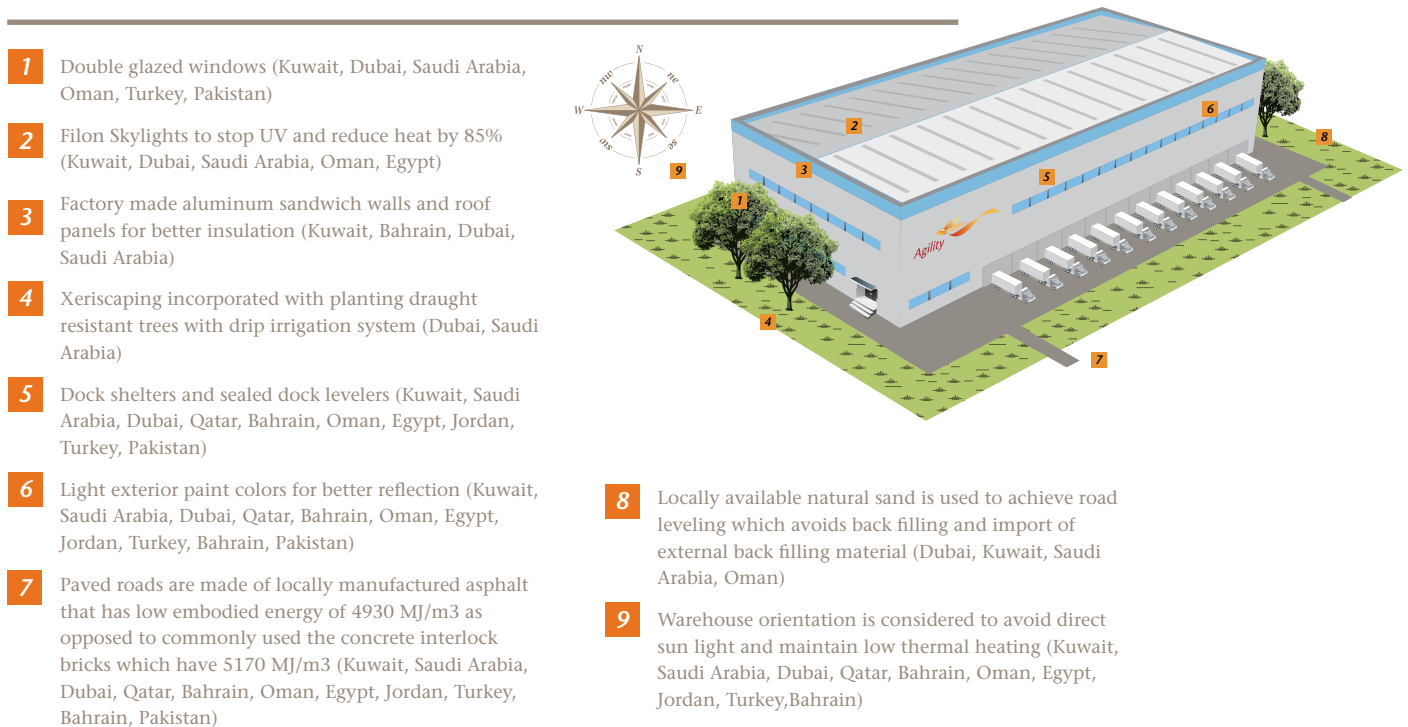 1
Double glazed windows (Kuwait, Dubai, Saudi Arabia,
Oman, Turkey, Pakistan)
2
Filon Skylights to stop UV and reduce heat by 85%
(Kuwait, Dubai, Saudi Arabia, Oman, Egypt)
3
Factory made aluminum sandwich walls and roof
panels for better insulation (Kuwait, Bahrain, Dubai,
Saudi Arabia)
4
Xeriscaping incorporated with planting draught
resistant trees with drip irrigation system (Dubai, Saudi
Arabia)
5
Dock shelters and sealed dock levelers (Kuwait, Saudi
Arabia, Dubai, Qatar, Bahrain, Oman, Egypt, Jordan,
Turkey, Pakistan)
6
Light exterior paint colors for better reflection (Kuwait,
Saudi Arabia, Dubai, Qatar, Bahrain, Oman, Egypt,
Jordan, Turkey, Bahrain, Pakistan)
7
Paved roads are made of locally manufactured asphalt
that has low embodied energy of 4930 MJ/m3 as
opposed to commonly used the concrete interlock
bricks which have 5170 MJ/m3 (Kuwait, Saudi Arabia,
Dubai, Qatar, Bahrain, Oman, Egypt, Jordan, Turkey,
Bahrain, Pakistan)
N
nw
ne
W
E
sw
se
S
9
2
6
8
3
5
1
Agility
4
7
8
Locally available natural sand is used to achieve road
leveling which avoids back filling and import of
external back filling material (Dubai, Kuwait, Saudi
Arabia, Oman)
9
Warehouse orientation is considered to avoid direct
sun light and maintain low thermal heating (Kuwait,
Saudi Arabia, Dubai, Qatar, Bahrain, Oman, Egypt,
Jordan, Turkey,Bahrain)